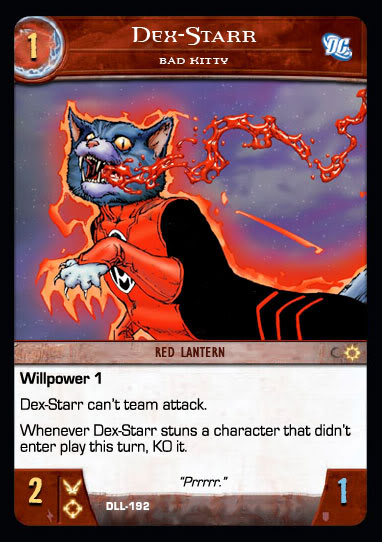 1
DEX-STARR
BAD KITTY
DC
RED LANTERN
Willpower 1
Dex-Starr can't team attack.
Whenever Dex-Starr stuns a character that didn't
enter play this turn, KO it.
"Prrrrr."
2
DLL-192
1